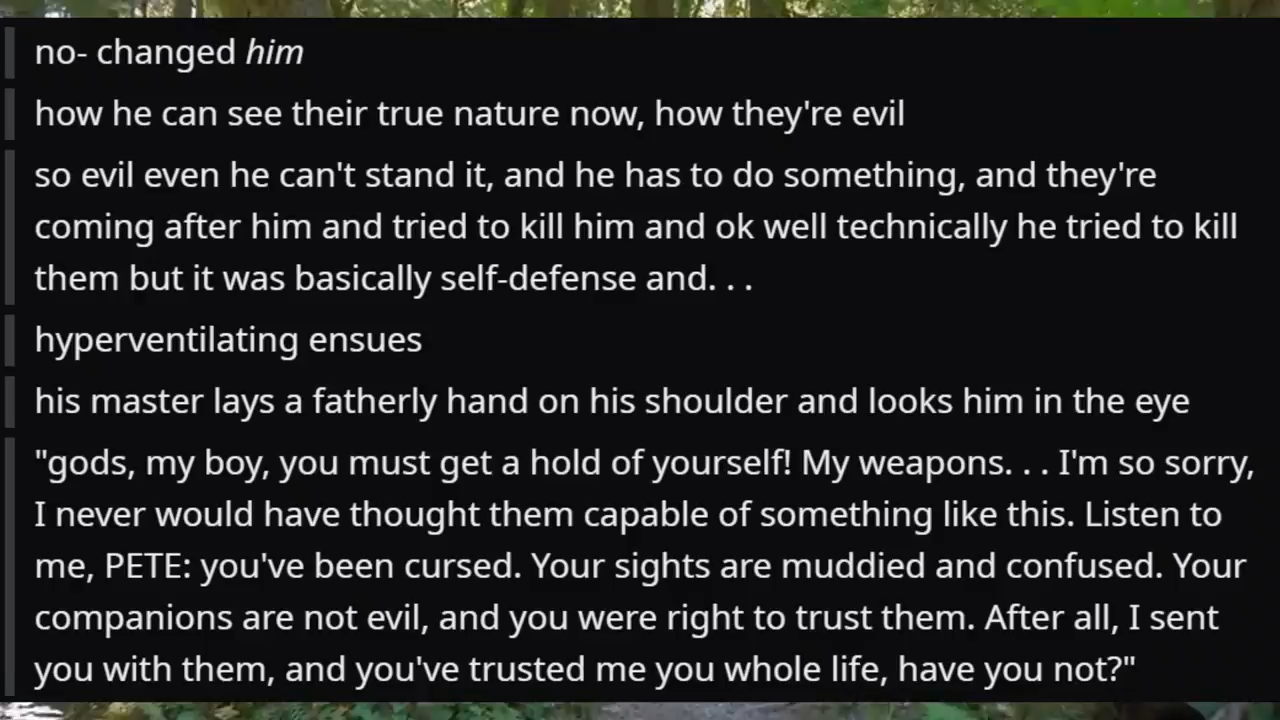 no- changed him
how he can see their true nature now, how they're evil
so evil even he can't stand it, and he has to do something, and they're
coming after him and tried to kill him and ok well technically he tried to kill
them but it was basically self-defense and. . .
hyperventilating ensues
his master lays a fatherly hand on his shoulder and looks him in the eye
"gods, my boy, you must get a hold of yourself! My weapons. . . I'm so sorry,
I never would have thought them capable of something like this. Listen to
me, PETE: you've been cursed. Your sights are muddied and confused. Your
companions are not evil, and you were right to trust them. After all, I sent
you with them, and you've trusted me you whole life, have you not?"